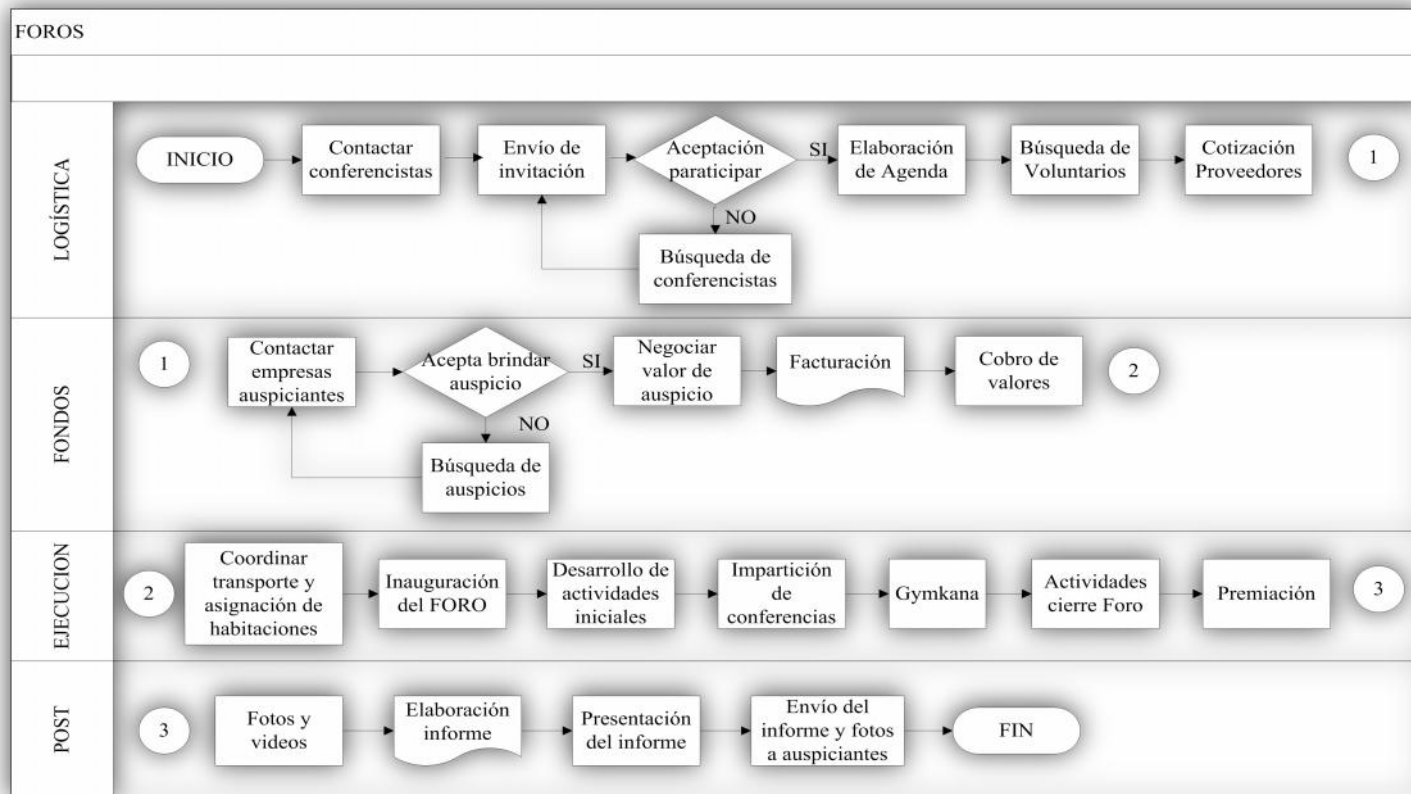 FOROS
LOGÍSTICA
INICIO
Contactar
conferencistas
Envío de
invitación
Aceptación
paraticipar
SI
NO
Búsqueda de
conferencistas
Elaboración
de Agenda
Búsqueda de
Voluntarios
Cotización
Proveedores
1
FONDOS
1
Contactar
empresas
auspiciantes
Acepta brindar
auspicio
SI
NO
Búsqueda de
auspicios
Negociar
valor de
auspicio
Facturación
Cobro de
valores
2
EJECUCION
2
Coordinar
transporte y
asignación de
habitaciones
Inauguración
del FORO
Desarrollo de
actividades
iniciales
Impartición
de
conferencias
Gymkana
Actividades
cierre Foro
Premiación
3
POST
3
Fotos y
videos
Elaboración
informe
Presentación
del informe
Envío del
informe y fotos
a auspiciantes
FIN